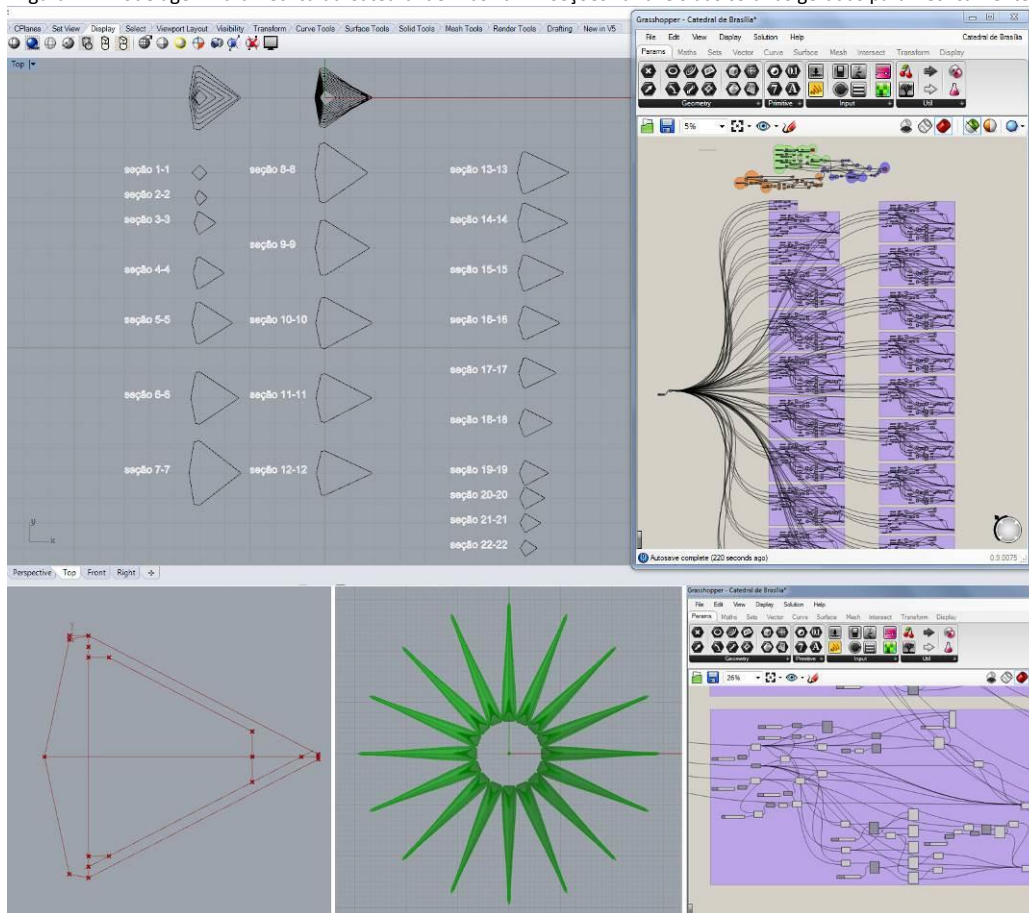 CPlanes Set View Display Select Viewport Layout Visibility Transform Curve Tools Surface Tools Solid Tools Mesh Tools Render Tools Drafting New in V5
Top
seção 1-1
seção 2-2
seção 3-3
seção 4-4
seção 5-5
seção 6-6
seção 7-7
seção 8-8
seção 9-9
seção 10-10
seção 11-11
seção 12-12
seção 13-13
seção 14-14
seção 15-15
seção 16-16
seção 17-17
seção 18-18
seção 19-19
seção 20-20
seção 21-21
seção 22-22
y
x
Perspective Top Front Right
Grasshopper - Catedral de Brasília*
File Edit View Display Solution Help Catedral de Brasília
Params Maths Sets Vector Curve Surface Mesh Intersect Transform Display
Geometry Primitive Input Util
5%
Autosave complete (220 seconds ago) 0.9.0075
Grasshopper - Catedral de Brasília*
File Edit View Display Solution Help
Params Maths Sets Vector Curve Surface Mesh Intersect Transform Display
Geometry Primitive Input Util
26%